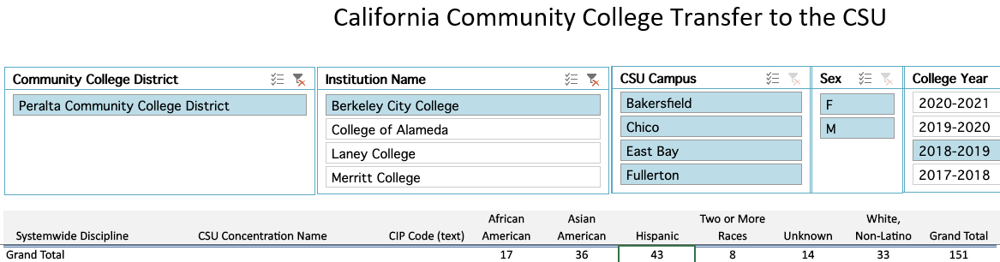 California Community College Transfer to the CSU
Community College District
Peralta Community College District
Institution Name
Berkeley City College
College of Alameda
Laney College
Merritt College
CSU Campus
Bakersfield
Chico
East Bay
Fullerton
Sex
F
M
College Year
2020-2021
2019-2020
2018-2019
2017-2018
Systemwide Discipline CSU Concentration Name CIP Code (text) African American Asian American Hispanic Two or More Races Unknown White, Non-Latino Grand Total
Grand Total 17 36 43 8 14 33 151